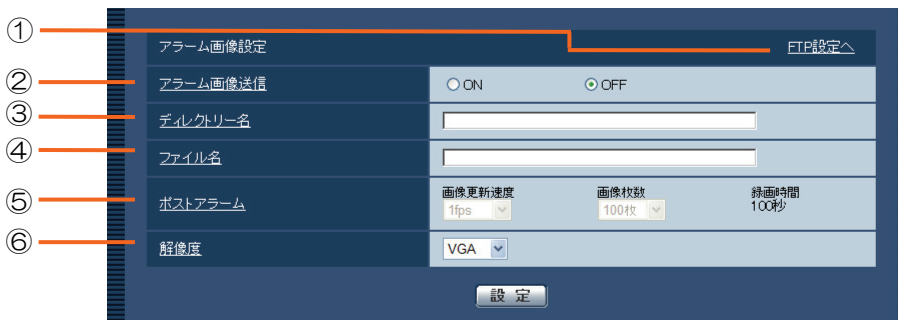 ① アラーム画像設定 FTP設定へ
② アラーム画像送信 ON OFF
③ ディレクトリー名
④ ファイル名
⑤ ポストアラーム 画像更新速度 画像枚数 録画時間
1fps 100枚 100秒
⑥ 解像度 VGA
設 定